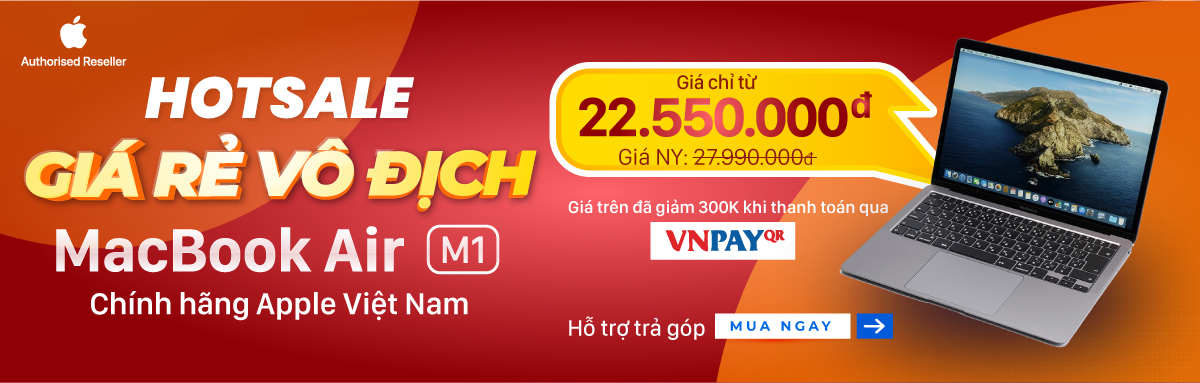 Authorised Reseller
HOTSALE
GIÁ RẺ VÔ ĐỊCH
MacBook Air M1
Chính hãng Apple Việt Nam
Giá chỉ từ
22.550.000đ
Giá NY: 27.990.000đ
Giá trên đã giảm 300K khi thanh toán qua
VNPAYQR
Hỗ trợ trả góp MUA NGAY